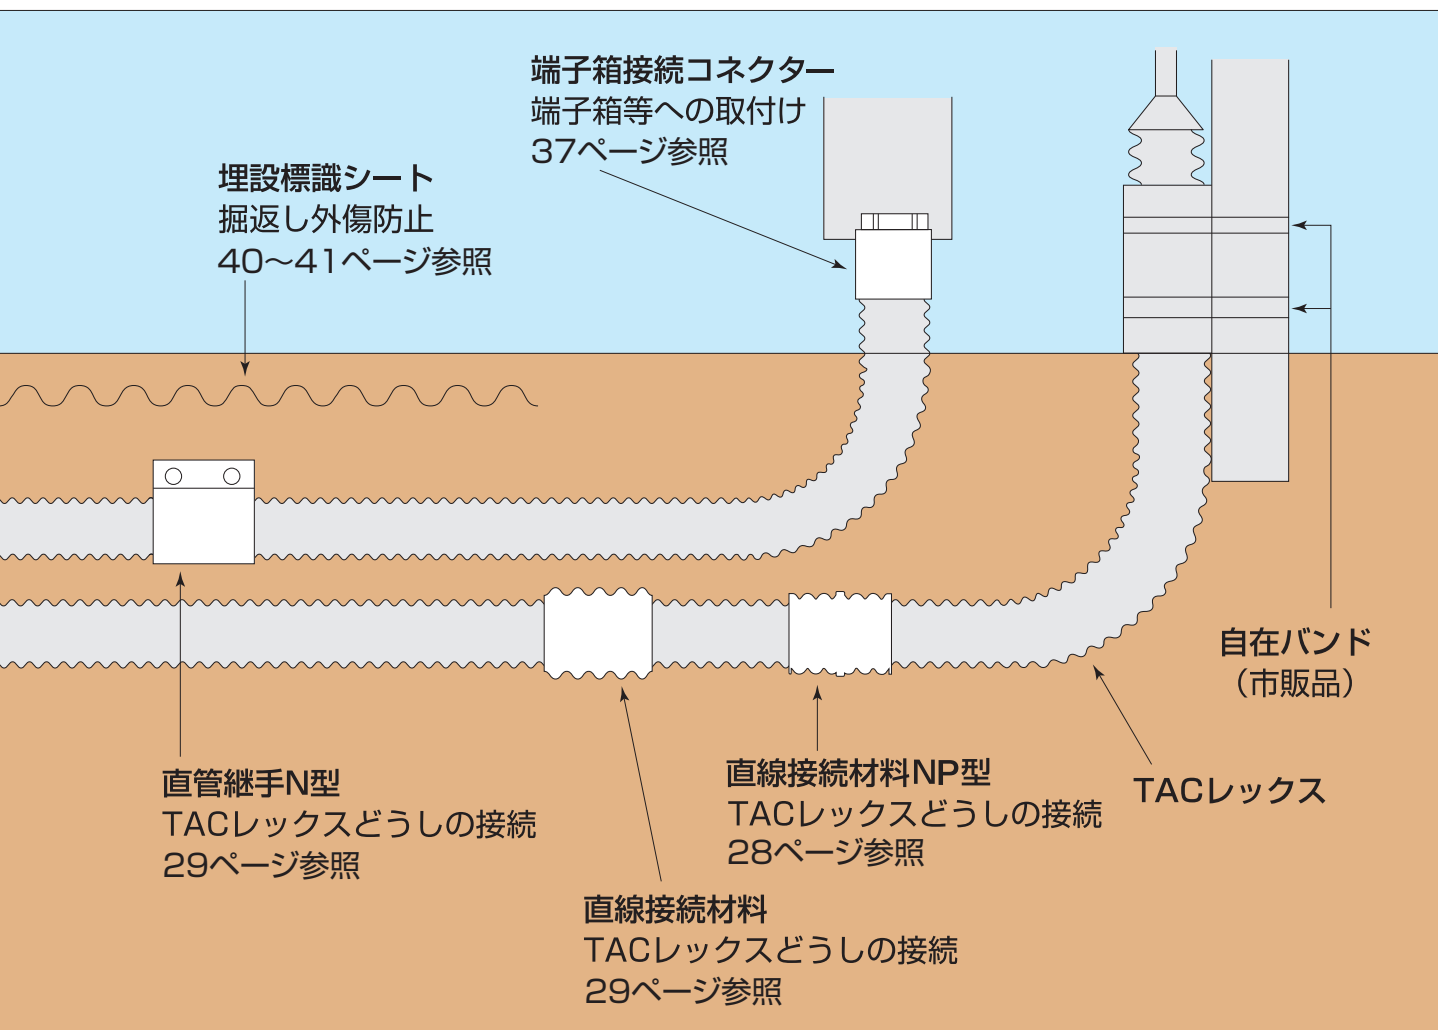 端子箱接続コネクター
端子箱等への取付け
37ページ参照
埋設標識シート
掘返し外傷防止
40〜41ページ参照
自在バンド
（市販品）
直管継手N型
TACレックスどうしの接続
29ページ参照
直線接続材料NP型
TACレックスどうしの接続
28ページ参照
TACレックス
直線接続材料
TACレックスどうしの接続
29ページ参照